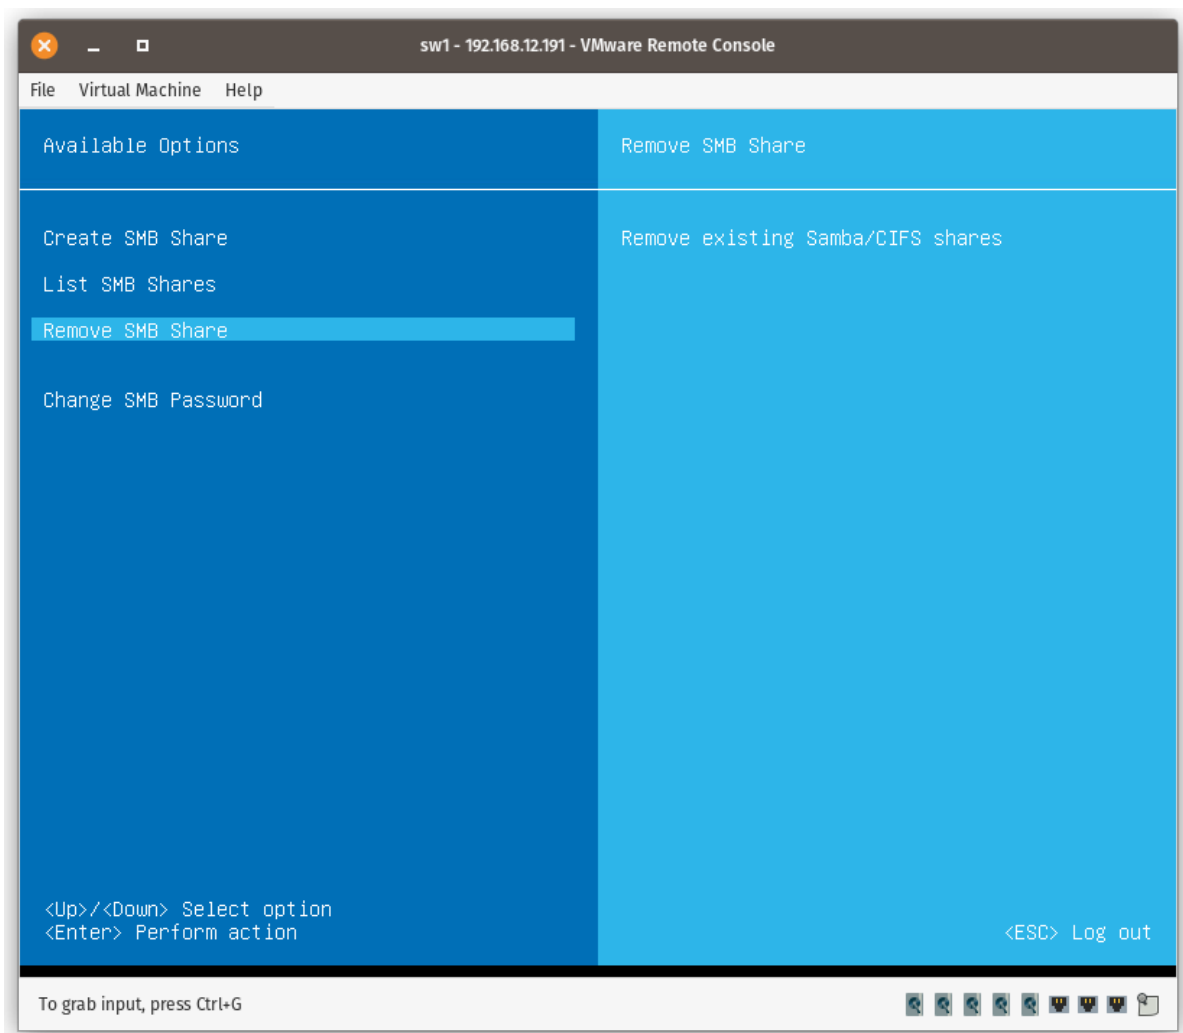 sw1 - 192.168.12.191 - VMware Remote Console
File Virtual Machine Help
Available Options
Remove SMB Share
Create SMB Share
List SMB Shares
Remove SMB Share
Change SMB Password
Remove existing Samba/CIFS shares
<Up>/<Down> Select option
<Enter> Perform action
<ESC> Log out
To grab input, press Ctrl+G